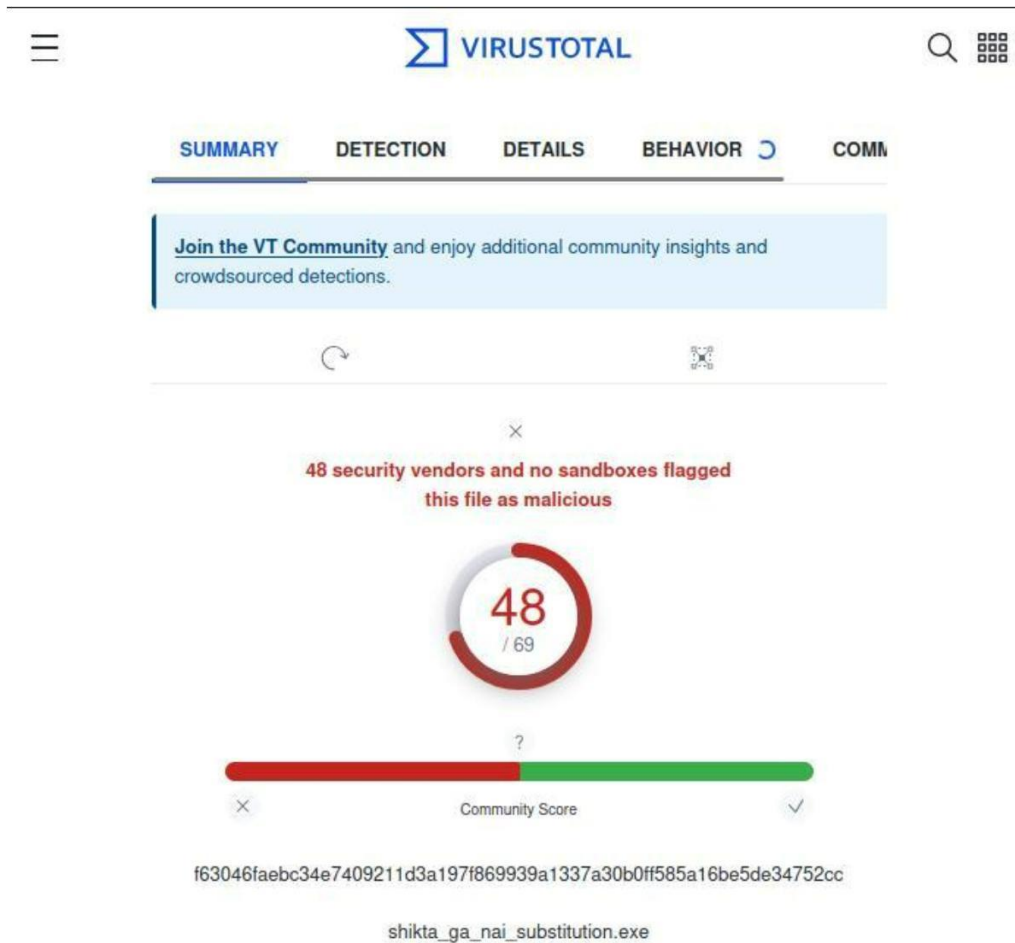 VIRUSTOTAL
SUMMARY DETECTION DETAILS BEHAVIOR COMM
Join the VT Community and enjoy additional community insights and
crowdsourced detections.
48 security vendors and no sandboxes flagged
this file as malicious
48
/ 69
?
Community Score
f63046faebc34e7409211d3a197f869939a1337a30b0ff585a16be5de34752cc
shikta_ga_nai_substitution.exe